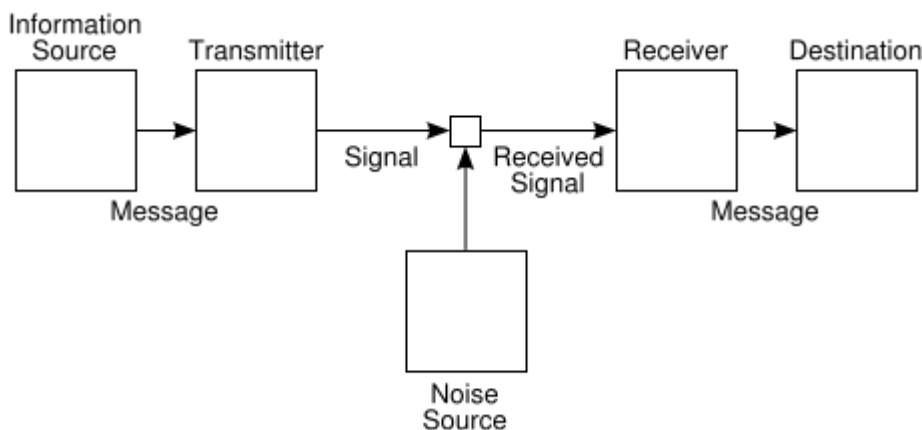 Information
Source
Transmitter
Receiver
Destination
Signal
Received
Signal
Message
Message
Noise
Source